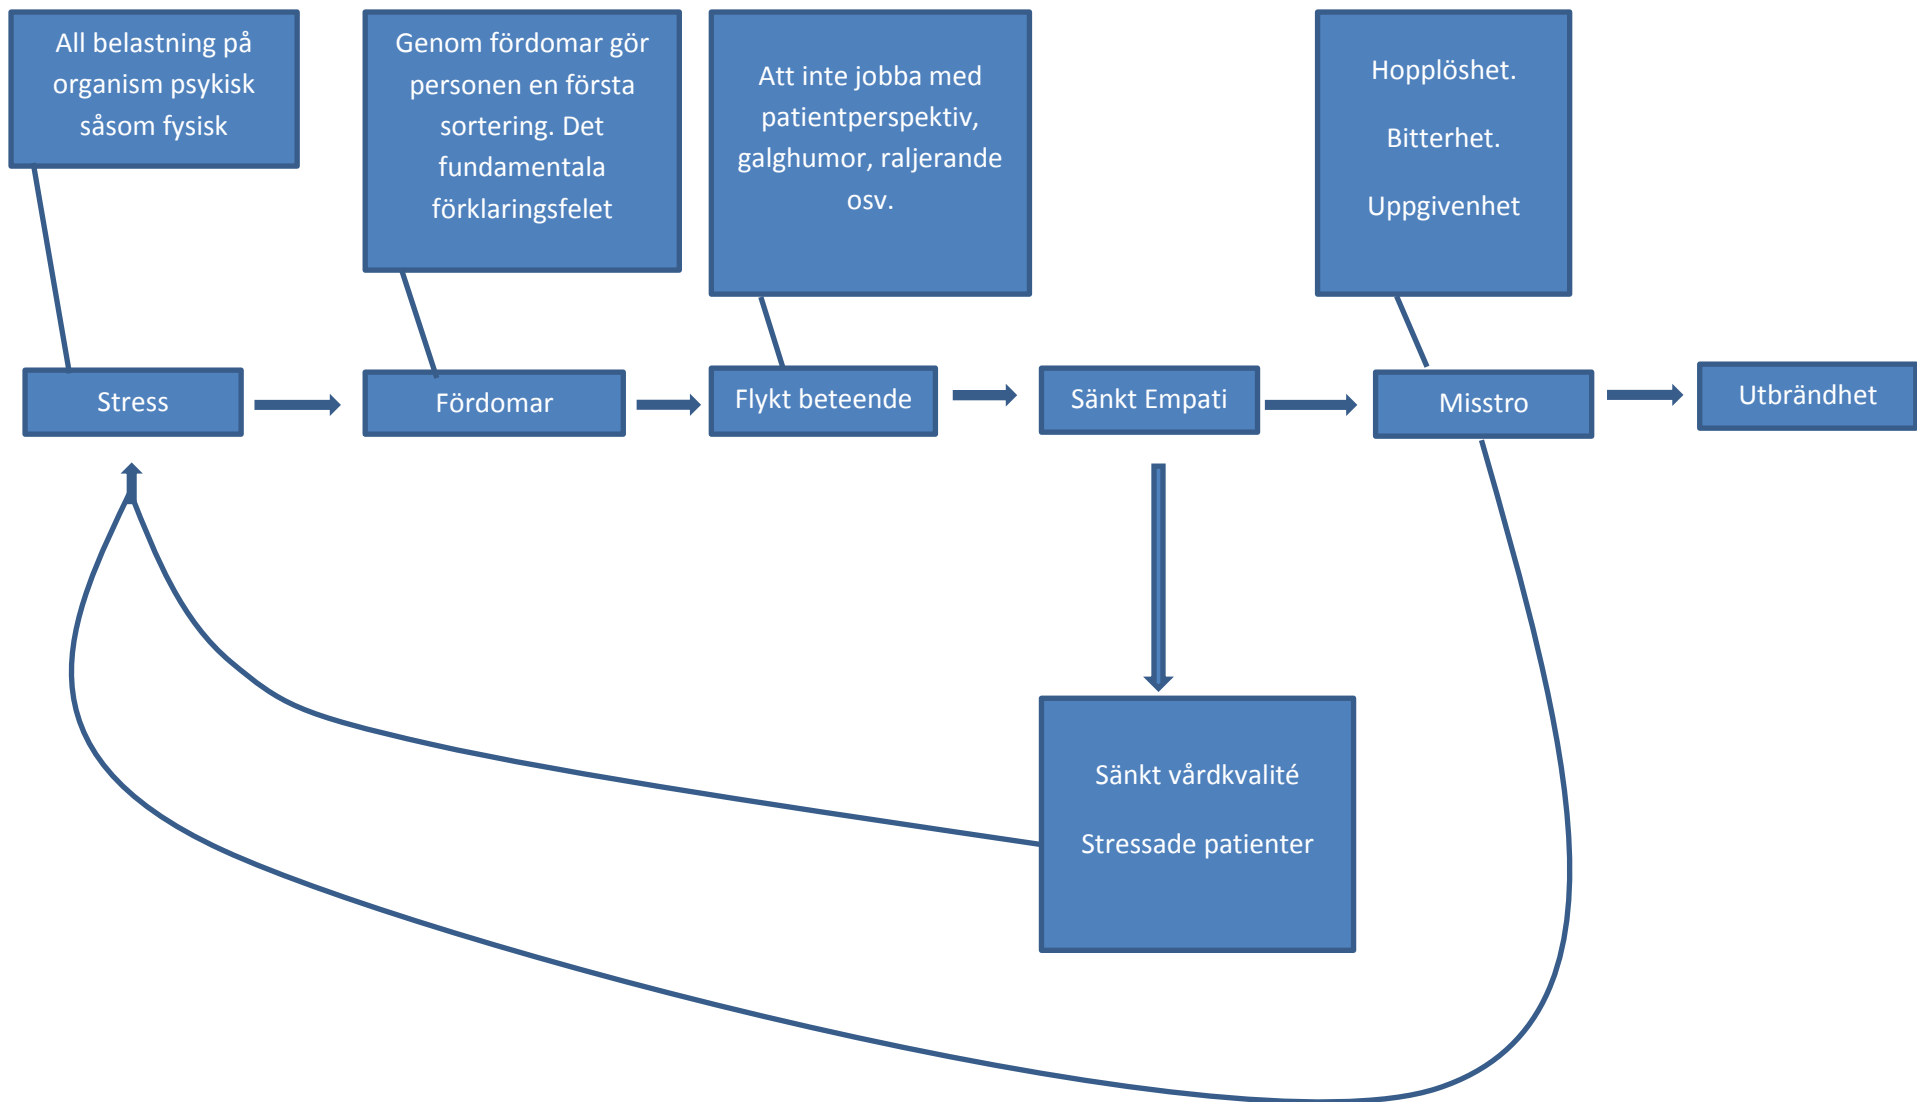 All belastning på
organism psykisk
såsom fysisk
Genom fördomar gör
personen en första
sortering. Det
fundamentala
förklaringsfelet
Att inte jobba med
patientperspektiv,
galghumor, raljerande
osv.
Hopplöshet.
Bitterhet.
Uppgivenhet
Stress
Fördomar
Flykt beteende
Sänkt Empati
Misstro
Utbrändhet
Sänkt vårdkvalité
Stressade patienter